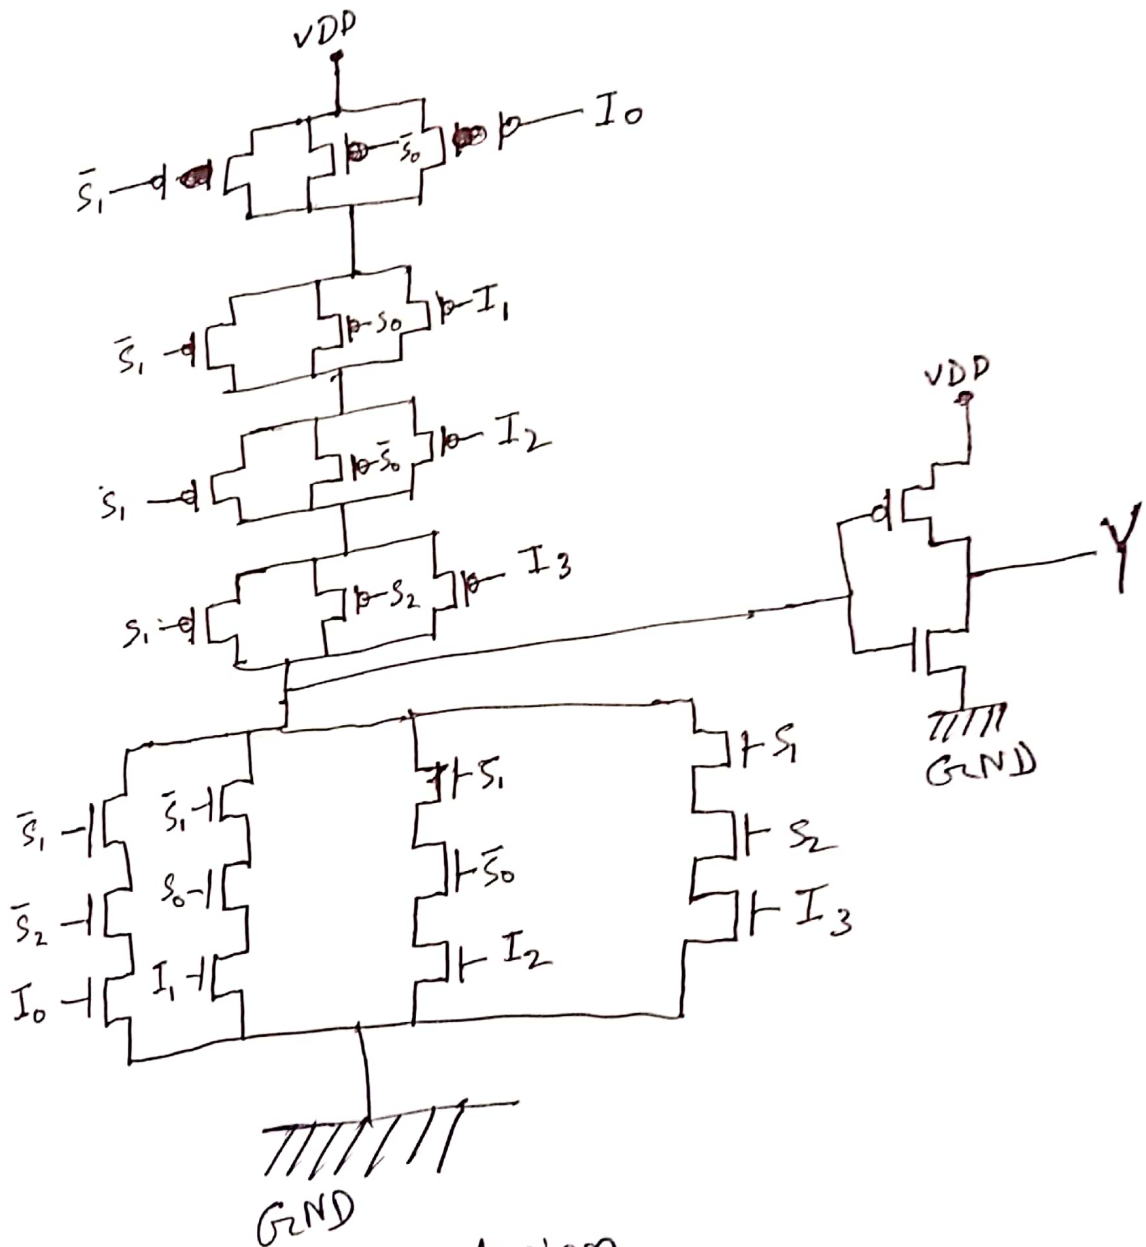 VDD
S̄₁
S̄₀
I₀
S̄₁
S₀
I₁
S₁
S̄₀
I₂
S₁
S₂
I₃
VDD
Y
GND
S̄₁
S̄₂
I₀
S̄₁
S₀
I₁
S₁
S̄₀
I₂
S₁
S₂
I₃
GND